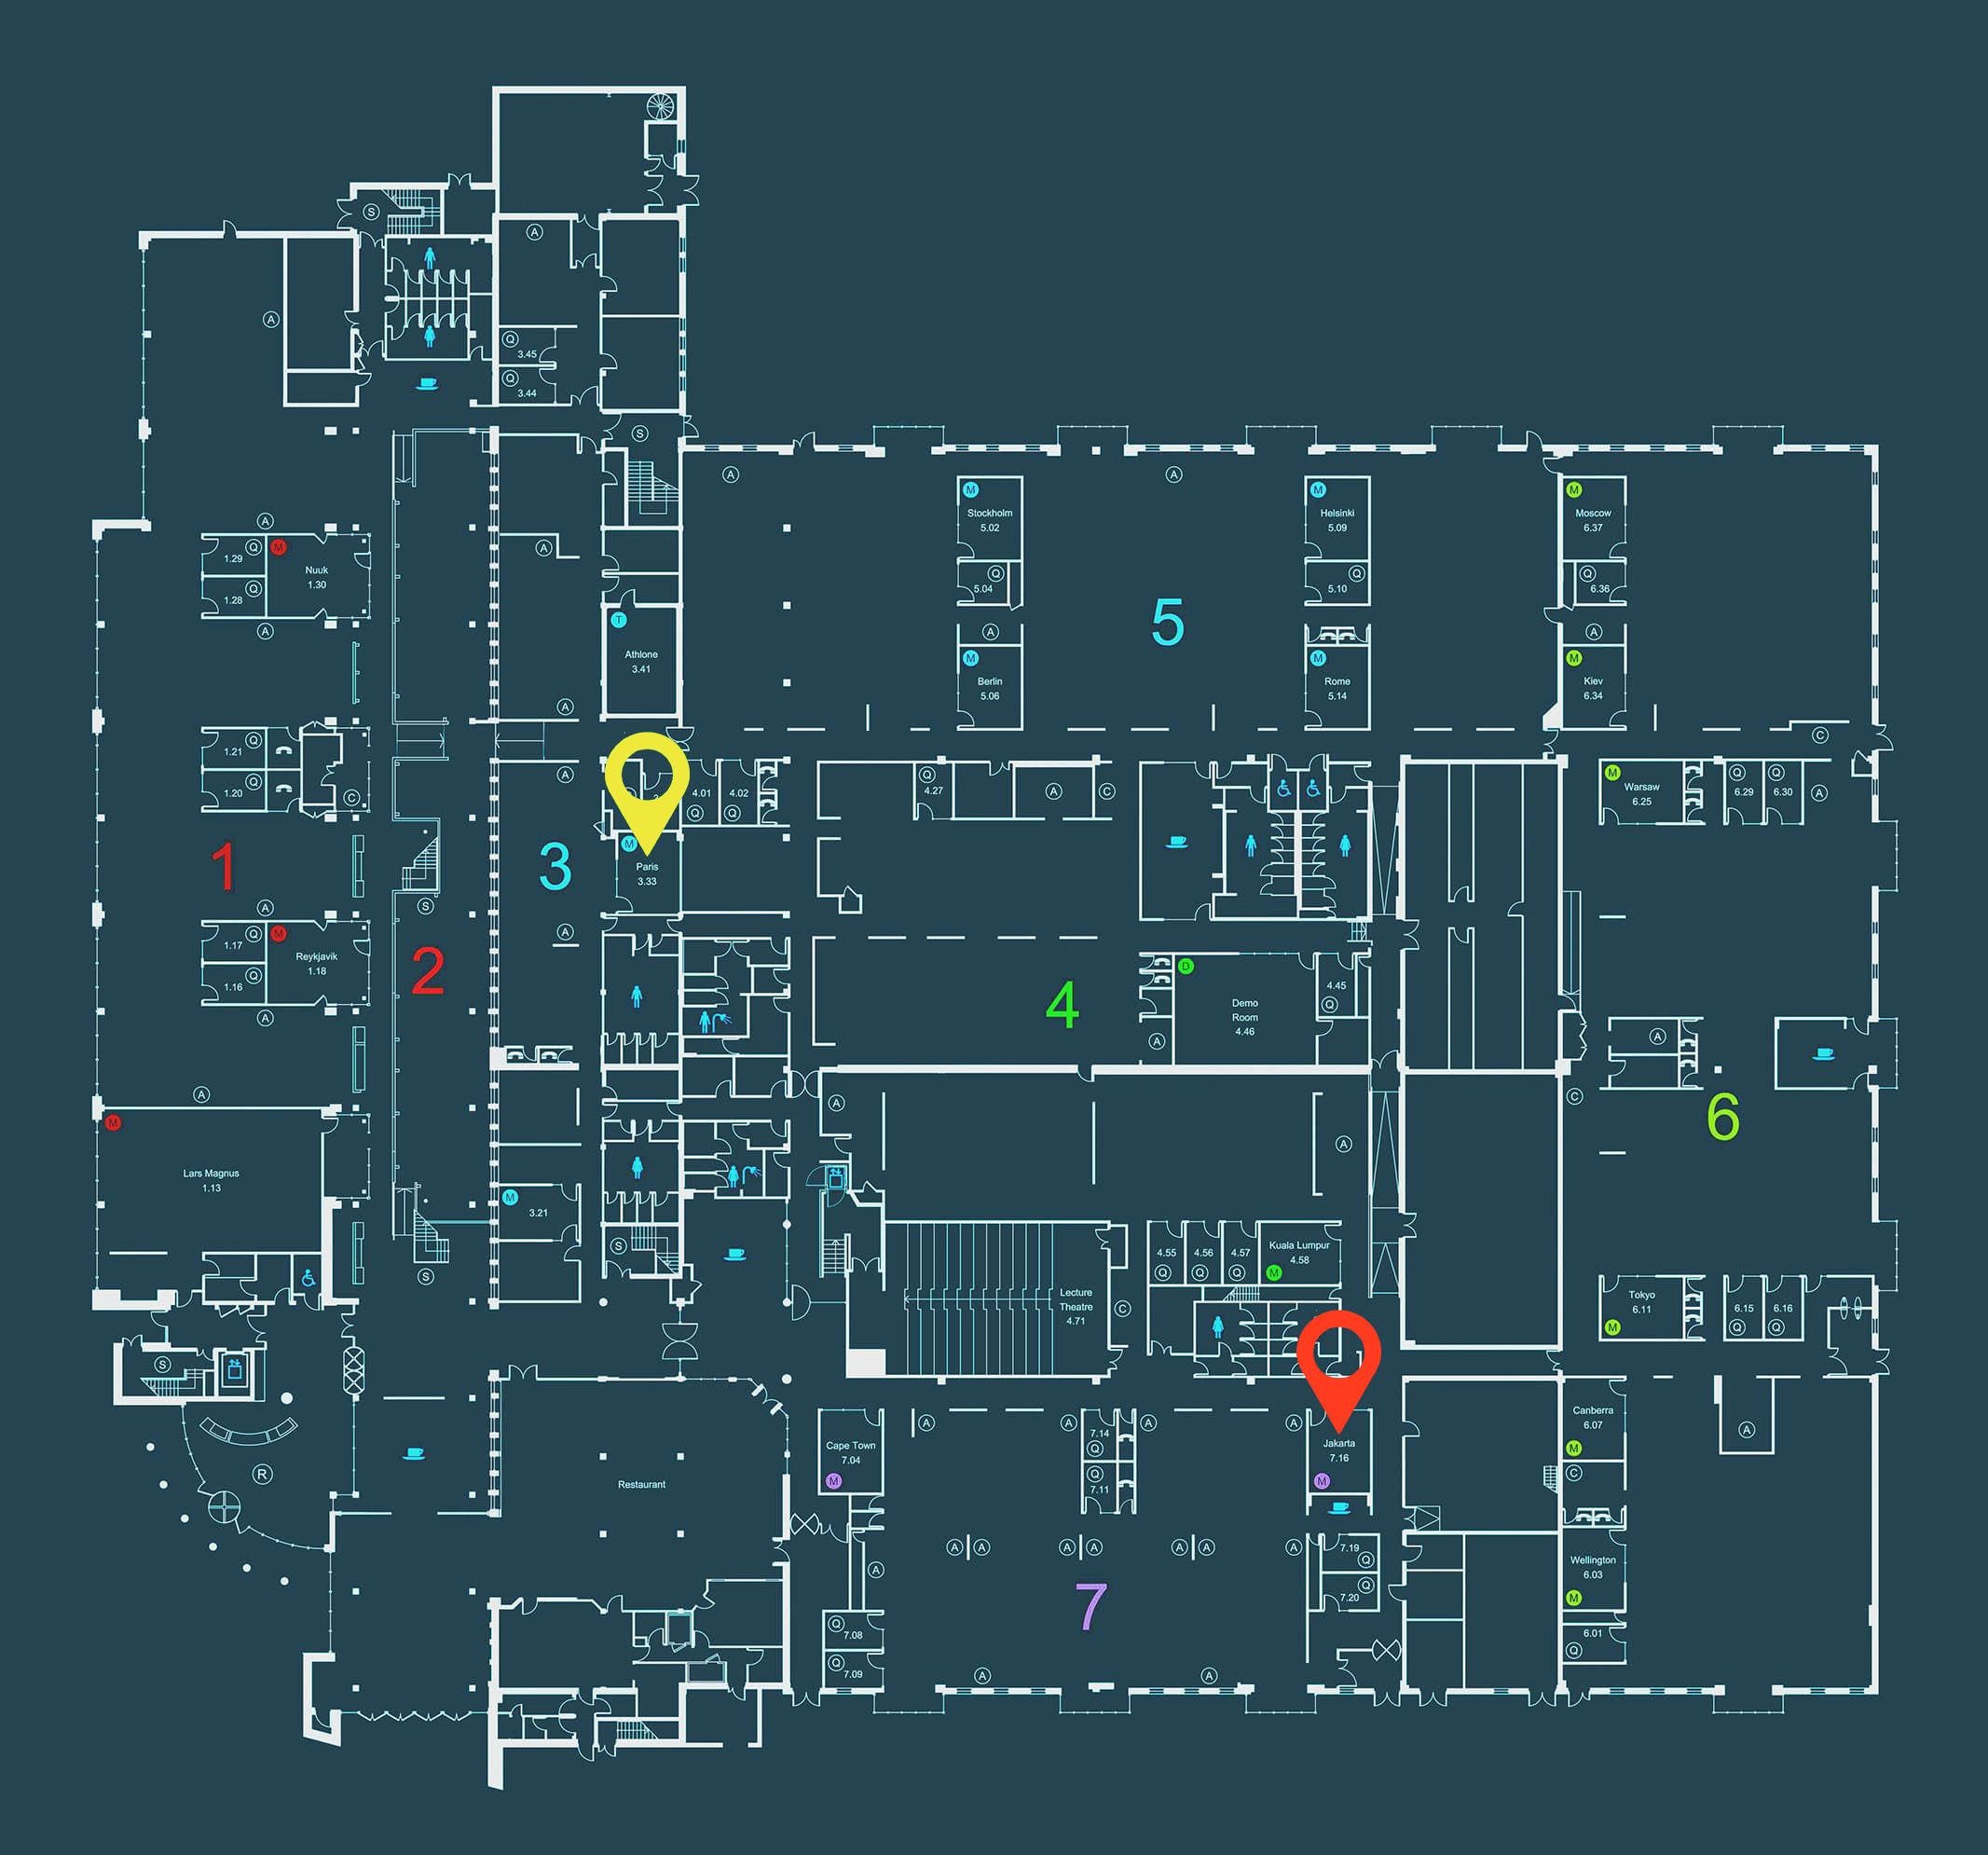 S
A
A
Q
3.45
Q
3.44
S
A
A
M
Stockholm
5.02
M
Helsinki
5.09
M
Moscow
6.37
A
Q
1.29
Q
1.28
M
Nuuk
1.30
A
A
Q
5.04
Q
5.10
Q
6.36
T
Athlone
3.41
5
A
M
Berlin
5.06
M
Rome
5.14
A
M
Kiev
6.34
A
C
Q
1.21
Q
1.20
C
A
4.01
Q
4.02
Q
Q
4.27
A
C
M
Warsaw
6.25
Q
6.29
Q
6.30
A
1
3
M
Paris
3.33
A
S
A
Q
1.17
Q
1.16
M
Reykjavik
1.18
A
2
4
D
Demo
Room
4.46
4.45
Q
A
A
A
C
6
A
M
Lars Magnus
1.13
A
A
M
3.21
S
S
4.55
Q
4.56
Q
4.57
Q
Kuala Lumpur
4.58
M
Lecture
Theatre
4.71
C
Tokyo
6.11
M
6.15
Q
6.16
Q
S
R
Restaurant
Cape Town
7.04
M
A
A
7.14
Q
Q
7.11
A
A
Jakarta
7.16
M
Canberra
6.07
M
C
A
A
A
A
A
A
A
A
A
7.19
Q
7.20
Q
Wellington
6.03
M
7
Q
7.08
Q
7.09
A
A
6.01
Q